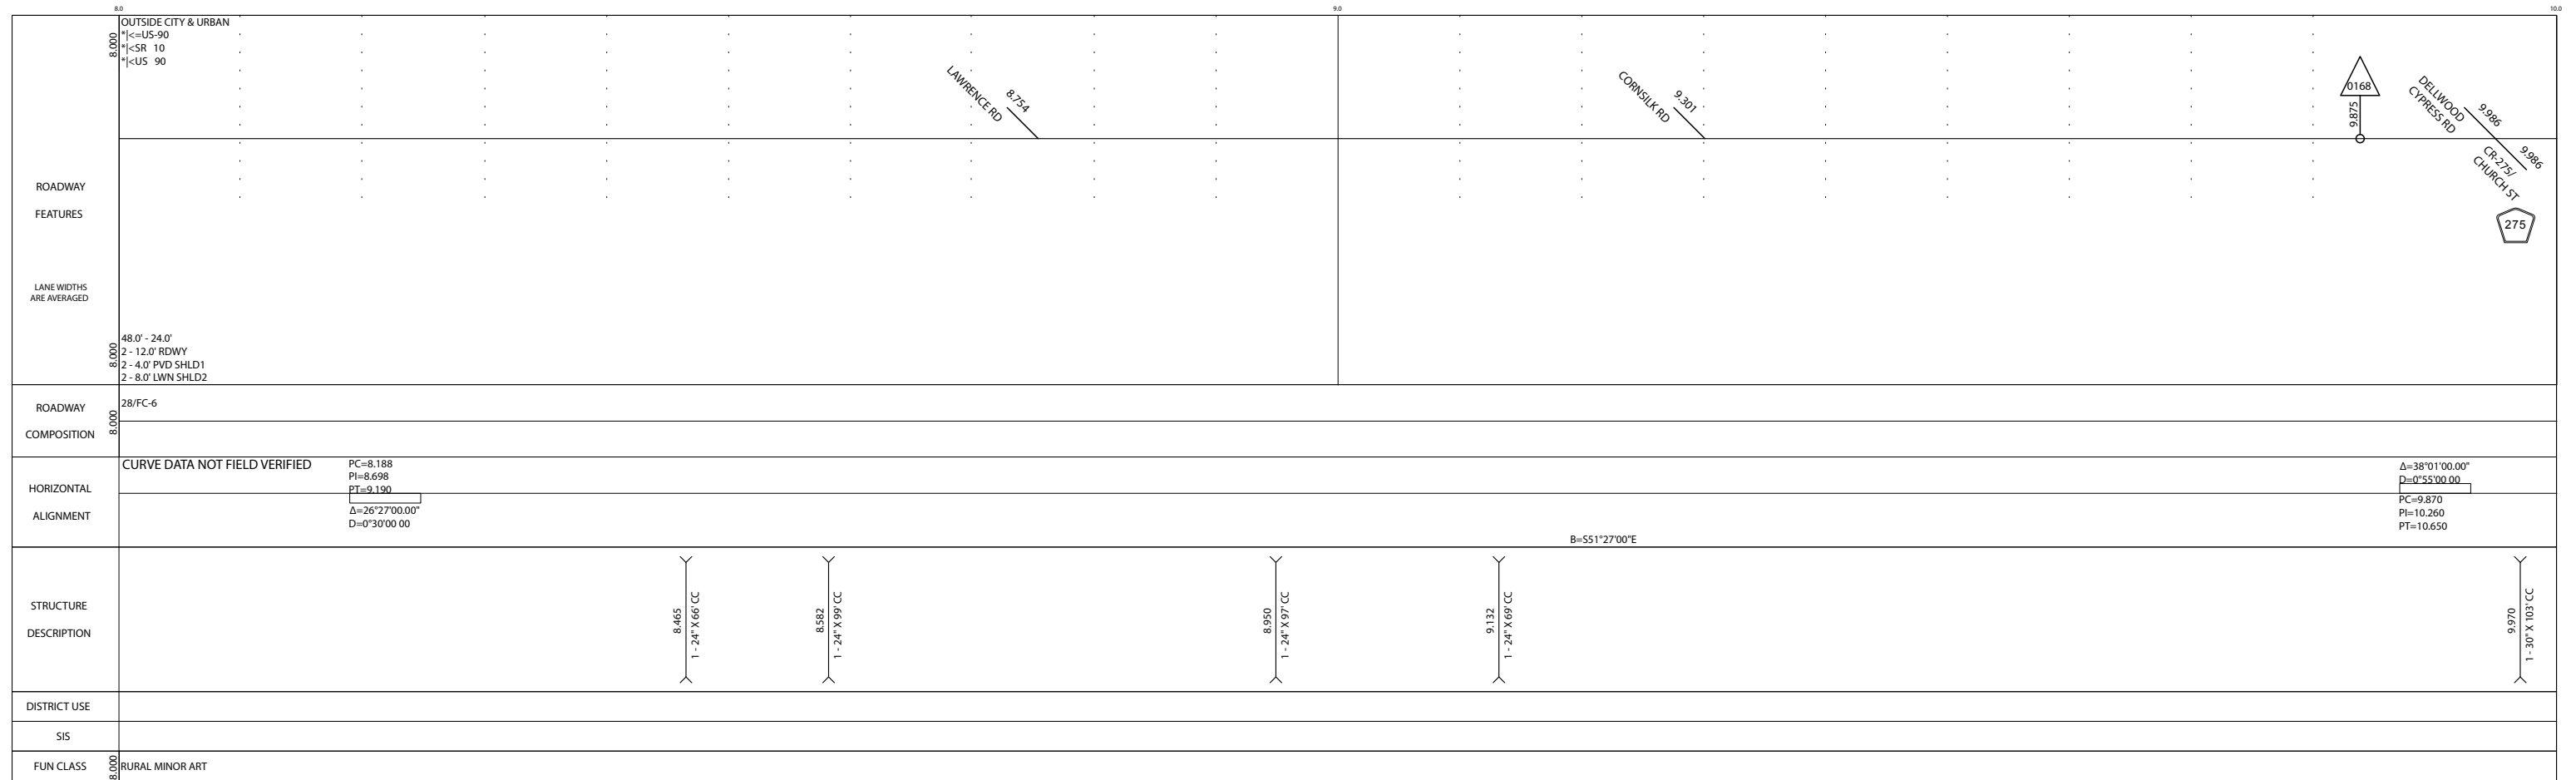 8.0
9.0
10.0
8.000
OUTSIDE CITY & URBAN
*|<=US-90
*|<SR 10
*|<US 90
LAWRENCE RD
8.754
CORNSILK RD
9.301
0168
9.875
DELLWOOD
CYPRESS RD
9.986
9.986
CR-275/
CHURCH ST
275
ROADWAY
FEATURES
LANE WIDTHS
ARE AVERAGED
8.000
48.0' - 24.0'
2 - 12.0' RDWY
2 - 4.0' PVD SHLD1
2 - 8.0' LWN SHLD2
ROADWAY
COMPOSITION
8.000
28/FC-6
HORIZONTAL
ALIGNMENT
CURVE DATA NOT FIELD VERIFIED
PC=8.188
PI=8.698
PT=9.190
Δ=26°27'00.00"
D=0°30'00 00
B=S51°27'00"E
Δ=38°01'00.00"
D=0°55'00 00
PC=9.870
PI=10.260
PT=10.650
STRUCTURE
DESCRIPTION
8.465
1 - 24" X 66' CC
8.582
1 - 24" X 99' CC
8.950
1 - 24" X 97' CC
9.132
1 - 24" X 69' CC
9.970
1 - 30" X 103' CC
DISTRICT USE
SIS
FUN CLASS
8.000
RURAL MINOR ART